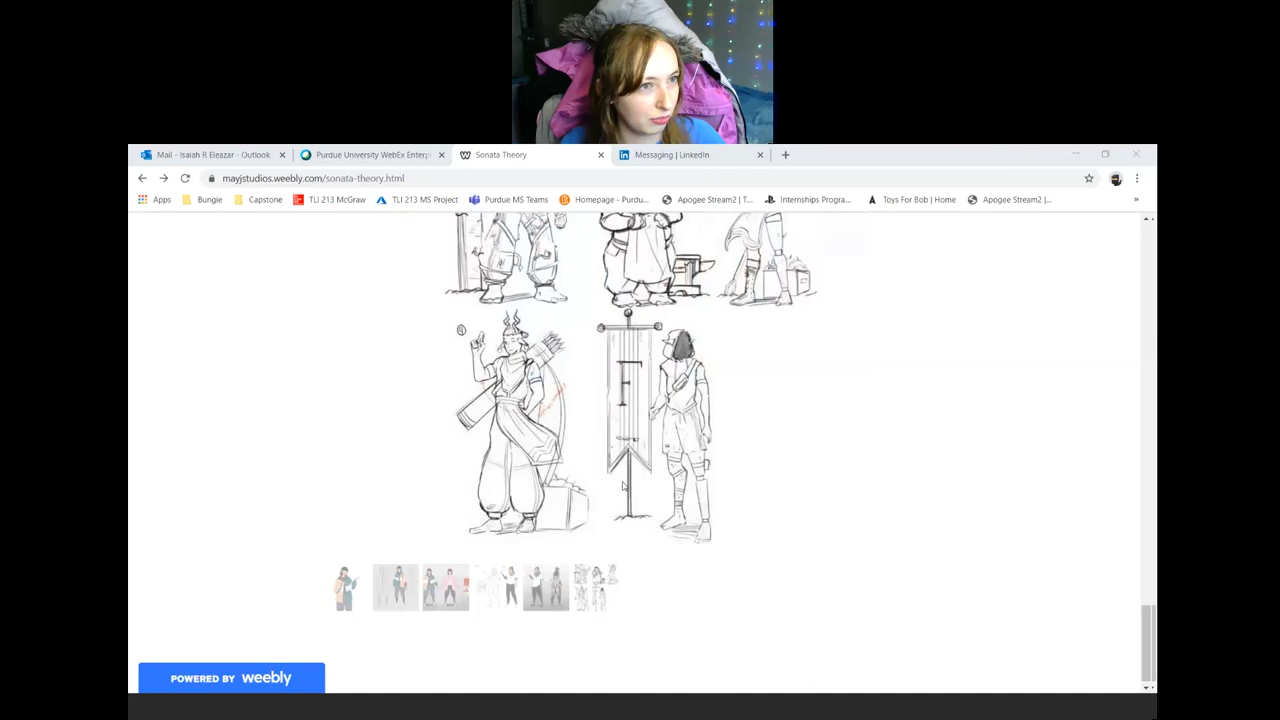 Mail - Isaiah R Eleazar - Outlook
Purdue University WebEx Enterp
Sonata Theory
Messaging | LinkedIn
mayjstudios.weebly.com/sonata-theory.html
Apps
Bungie
Capstone
TLI 213 McGraw
TLI 213 MS Project
Purdue MS Teams
Homepage - Purdu...
Apogee Stream2 | T...
Internships Progra...
Toys For Bob | Home
Apogee Stream2 |...
F
POWERED BY weebly